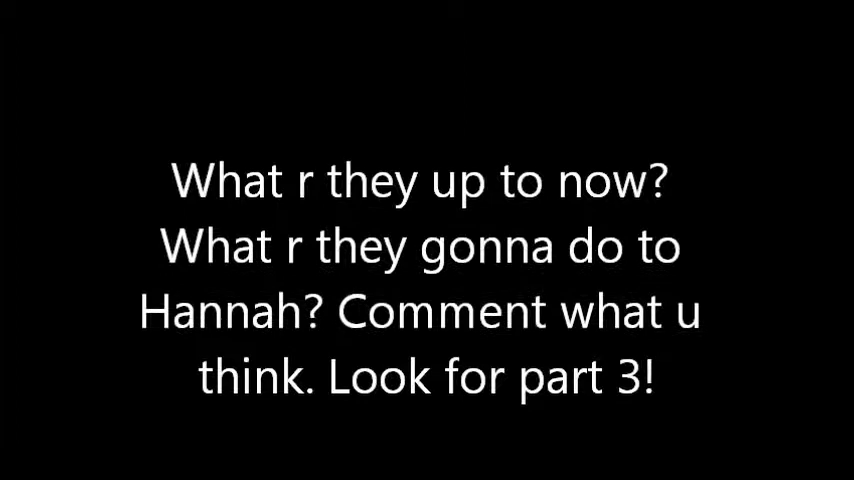 What r they up to now?
What r they gonna do to
Hannah? Comment what u
think. Look for part 3!